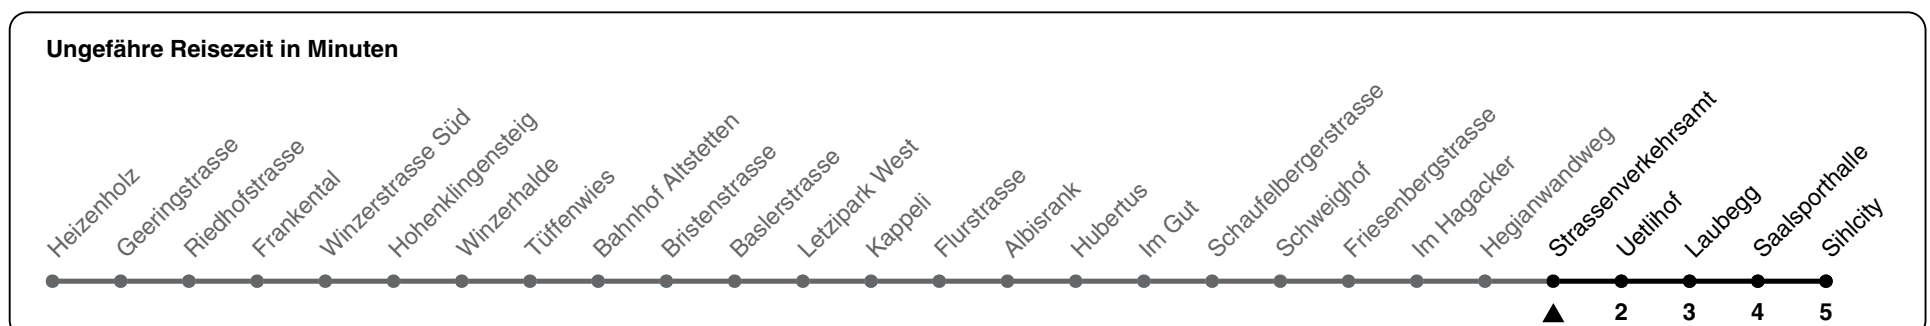 Ungefähre Reisezeit in Minuten
Heizenholz
Geeringstrasse
Riedhofstrasse
Frankental
Winzerstrasse Süd
Hohenklingensteig
Winzerhalde
Tüffenwies
Bahnhof Altstetten
Bristenstrasse
Baslerstrasse
Letzipark West
Kappeli
Flurstrasse
Albisrank
Hubertus
Im Gut
Schaufelbergerstrasse
Schweighof
Friesenbergstrasse
Im Hagacker
Hegianwandweg
Strassenverkehrsamt
Uetlihof
Laubegg
Saalsporthalle
Sihlcity
2 3 4 5